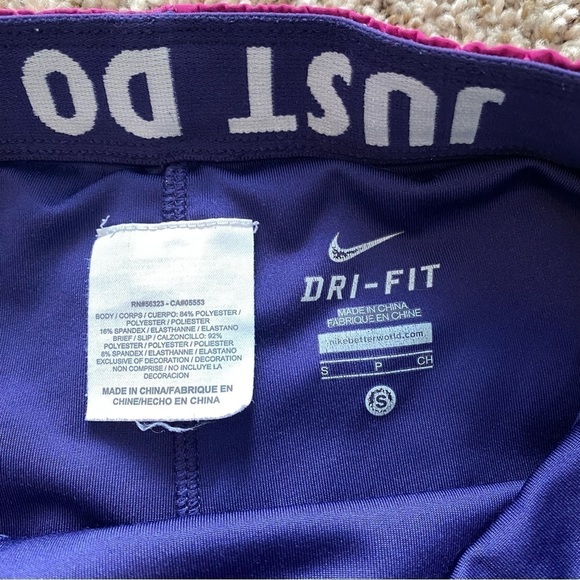 JUST DO
RN#56323 - CA#05553
BODY / CORPS / CUERPO: 84% POLYESTER /
POLYESTER / POLIESTER
16% SPANDEX / ELASTHANNE / ELASTANO
BRIEF / SLIP / CALZONCILLO: 92%
POLYESTER / POLYESTER / POLIESTER
8% SPANDEX / ELASTHANNE / ELASTANO
EXCLUSIVE OF DECORATION / DECORATION
NON COMPRISE / NO INCLUYE LA
DECORACION
MADE IN CHINA/FABRIQUE EN
CHINE/HECHO EN CHINA
DRI-FIT
MADE IN CHINA
FABRIQUE EN CHINE
nikebetterworld.com
S P CH
S